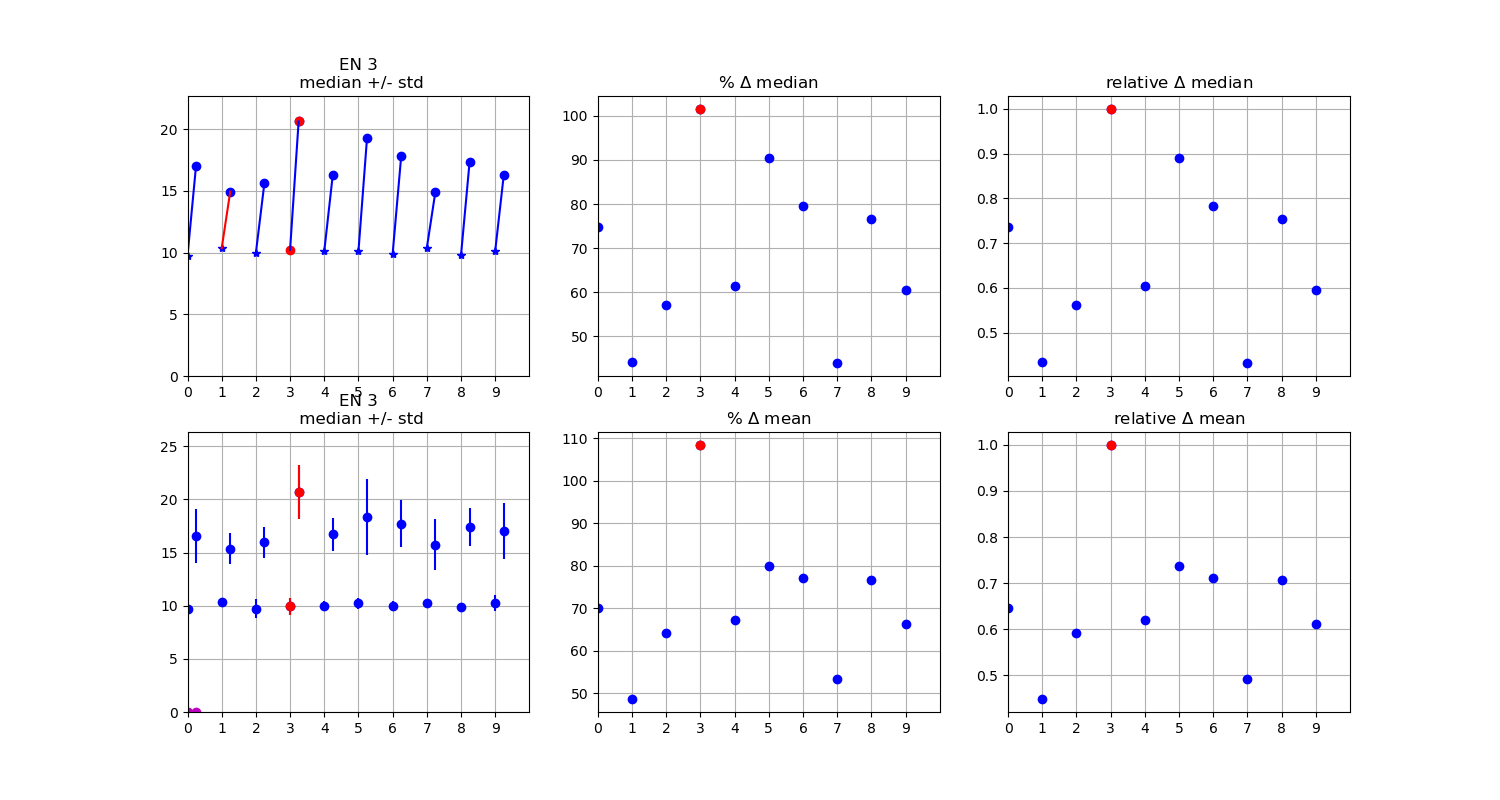 EN 3
median +/- std
% Δ median
relative Δ median
20
15
10
5
0
0 1 2 3 4 5 6 7 8 9
100
90
80
70
60
50
0 1 2 3 4 5 6 7 8 9
1.0
0.9
0.8
0.7
0.6
0.5
0 1 2 3 4 5 6 7 8 9
EN 3
median +/- std
% Δ mean
relative Δ mean
25
20
15
10
5
0
0 1 2 3 4 5 6 7 8 9
110
100
90
80
70
60
50
0 1 2 3 4 5 6 7 8 9
1.0
0.9
0.8
0.7
0.6
0.5
0 1 2 3 4 5 6 7 8 9